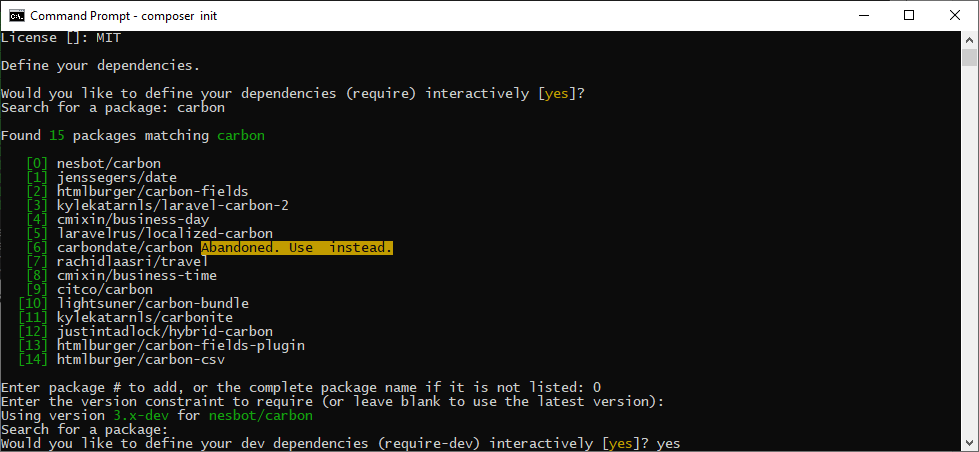 Command Prompt - composer init
License []: MIT
Define your dependencies.
Would you like to define your dependencies (require) interactively [yes]?
Search for a package: carbon
Found 15 packages matching carbon
[0] nesbot/carbon
[1] jenssegers/date
[2] htmlburger/carbon-fields
[3] kylekatarnls/laravel-carbon-2
[4] cmixin/business-day
[5] laravelrus/localized-carbon
[6] carbondate/carbon Abandoned. Use  instead.
[7] rachidlaasri/travel
[8] cmixin/business-time
[9] citco/carbon
[10] lightsuner/carbon-bundle
[11] kylekatarnls/carbonite
[12] justintadlock/hybrid-carbon
[13] htmlburger/carbon-fields-plugin
[14] htmlburger/carbon-csv
Enter package # to add, or the complete package name if it is not listed: 0
Enter the version constraint to require (or leave blank to use the latest version):
Using version 3.x-dev for nesbot/carbon
Search for a package:
Would you like to define your dev dependencies (require-dev) interactively [yes]? yes